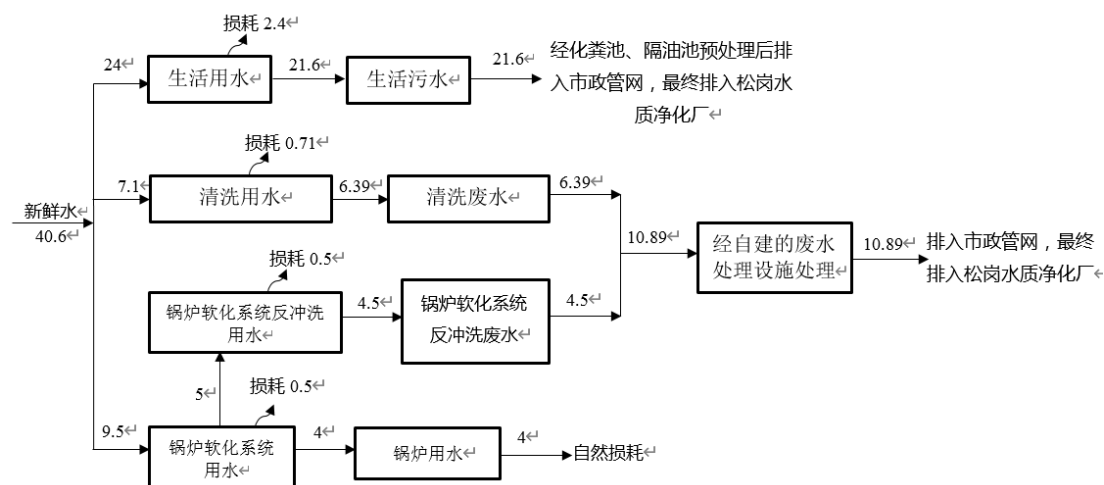 损耗 2.4↵
24↵
生活用水↵
21.6↵
生活污水↵
21.6↵
经化粪池、隔油池预处理后排
入市政管网，最终排入松岗水
质净化厂↵
损耗 0.71↵
7.1↵
清洗用水↵
6.39↵
清洗废水↵
6.39↵
新鲜水↵
40.6↵
10.89↵
经自建的废水
处理设施处理↵
10.89↵
排入市政管网，最终
排入松岗水质净化厂↵
损耗 0.5↵
锅炉软化系统反冲洗
用水↵
4.5↵
锅炉软化系统
反冲洗废水↵
4.5↵
5↵
损耗 0.5↵
9.5↵
锅炉软化系统
用水↵
4↵
锅炉用水↵
4↵
自然损耗↵